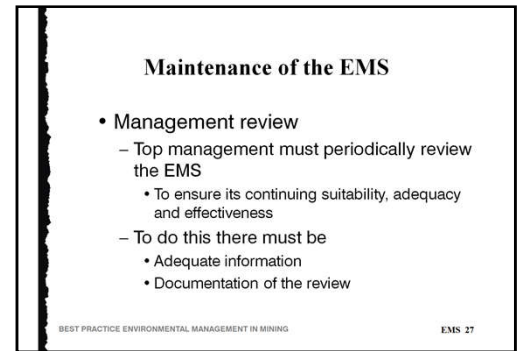 Maintenance of the EMS
• Management review
– Top management must periodically review
the EMS
• To ensure its continuing suitability, adequacy
and effectiveness
– To do this there must be
• Adequate information
• Documentation of the review
BEST PRACTICE ENVIRONMENTAL MANAGEMENT IN MINING EMS 27